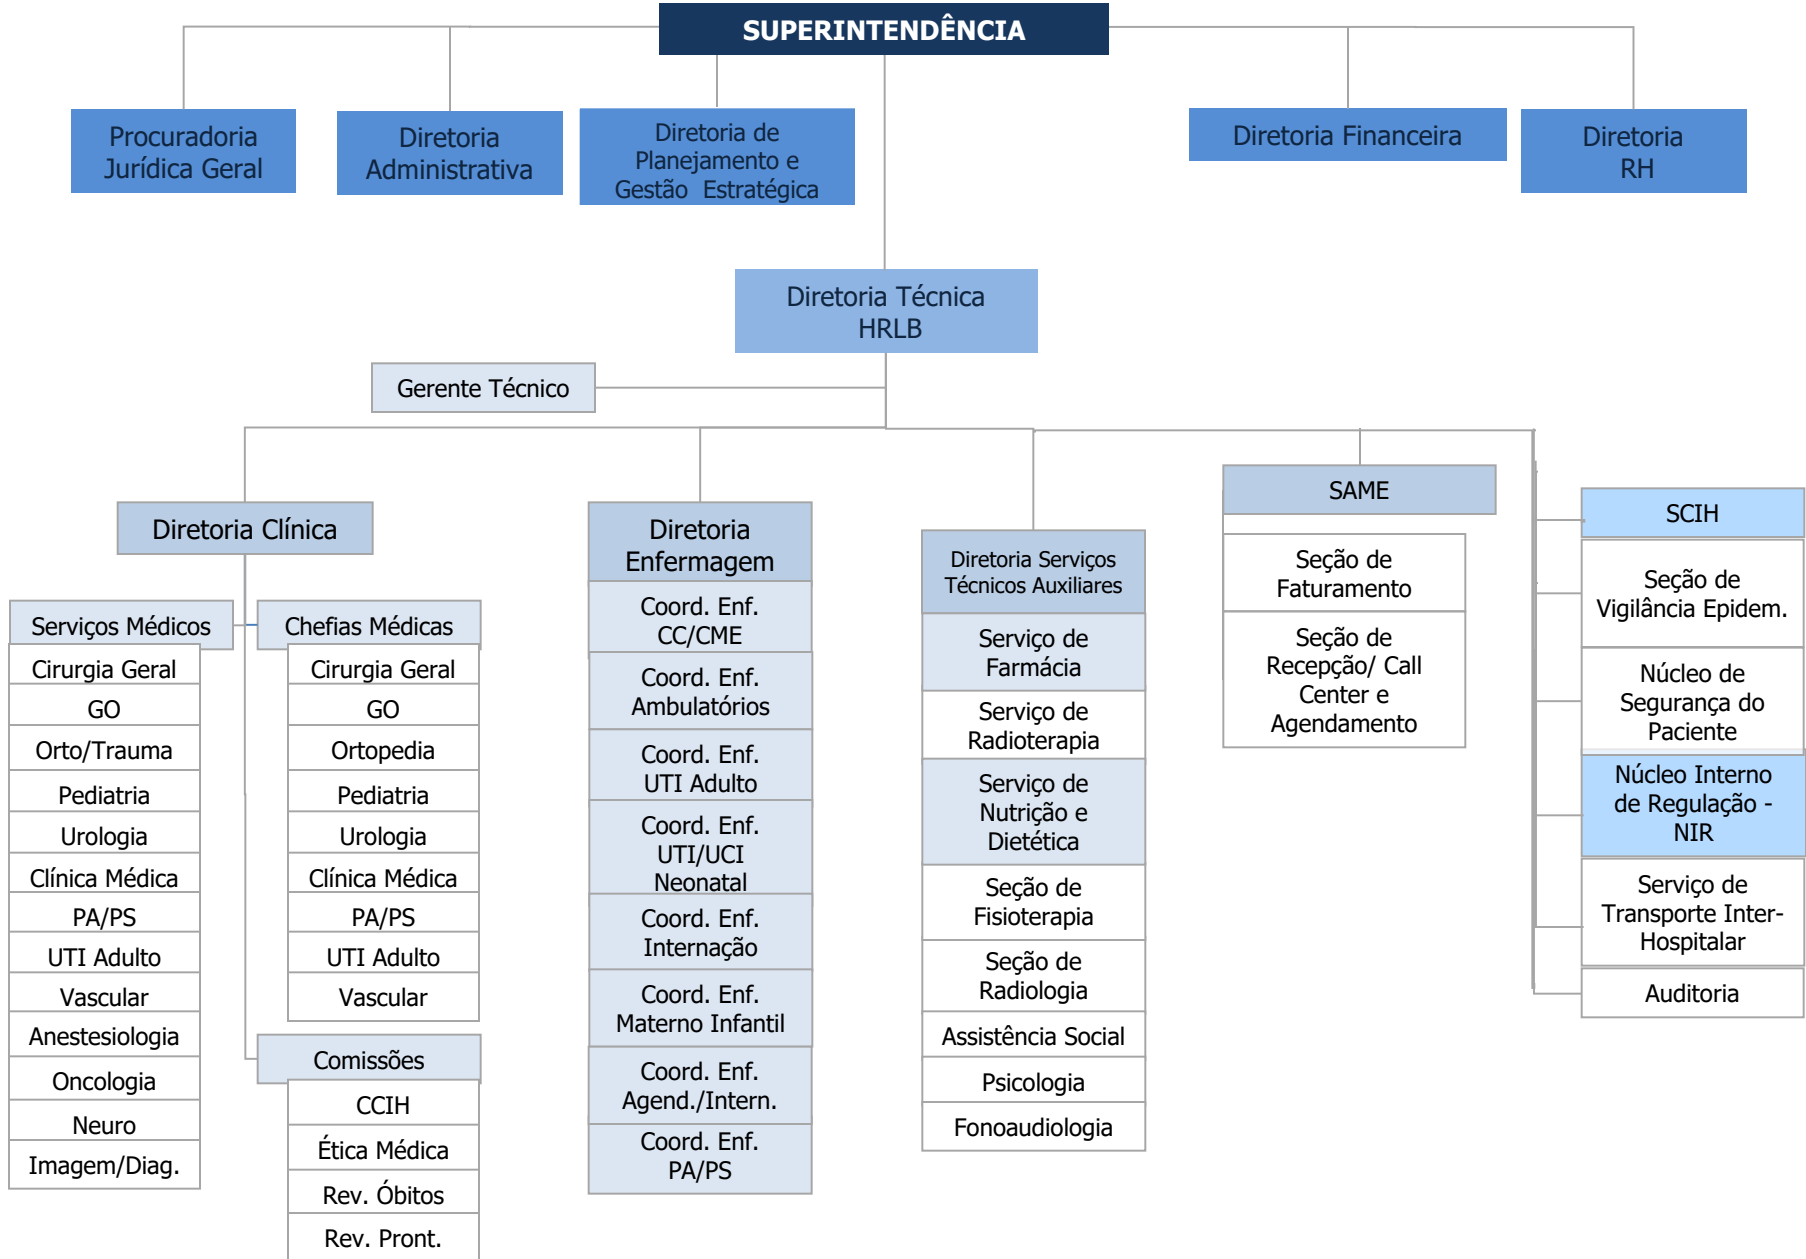 SUPERINTENDÊNCIA
Procuradoria
Jurídica Geral
Diretoria
Administrativa
Diretoria de
Planejamento e
Gestão Estratégica
Diretoria Financeira
Diretoria
RH
Diretoria Técnica
HRLB
Gerente Técnico
Diretoria Clínica
Serviços Médicos
Cirurgia Geral
GO
Orto/Trauma
Pediatria
Urologia
Clínica Médica
PA/PS
UTI Adulto
Vascular
Anestesiologia
Oncologia
Neuro
Imagem/Diag.
Chefias Médicas
Cirurgia Geral
GO
Ortopedia
Pediatria
Urologia
Clínica Médica
PA/PS
UTI Adulto
Vascular
Comissões
CCIH
Ética Médica
Rev. Óbitos
Rev. Pront.
Diretoria
Enfermagem
Coord. Enf.
CC/CME
Coord. Enf.
Ambulatórios
Coord. Enf.
UTI Adulto
Coord. Enf.
UTI/UCI
Neonatal
Coord. Enf.
Internação
Coord. Enf.
Materno Infantil
Coord. Enf.
Agend./Intern.
Coord. Enf.
PA/PS
Diretoria Serviços
Técnicos Auxiliares
Serviço de
Farmácia
Serviço de
Radioterapia
Serviço de
Nutrição e
Dietética
Seção de
Fisioterapia
Seção de
Radiologia
Assistência Social
Psicologia
Fonoaudiologia
SAME
Seção de
Faturamento
Seção de
Recepção/ Call
Center e
Agendamento
SCIH
Seção de
Vigilância Epidem.
Núcleo de
Segurança do
Paciente
Núcleo Interno
de Regulação -
NIR
Serviço de
Transporte Inter-
Hospitalar
Auditoria